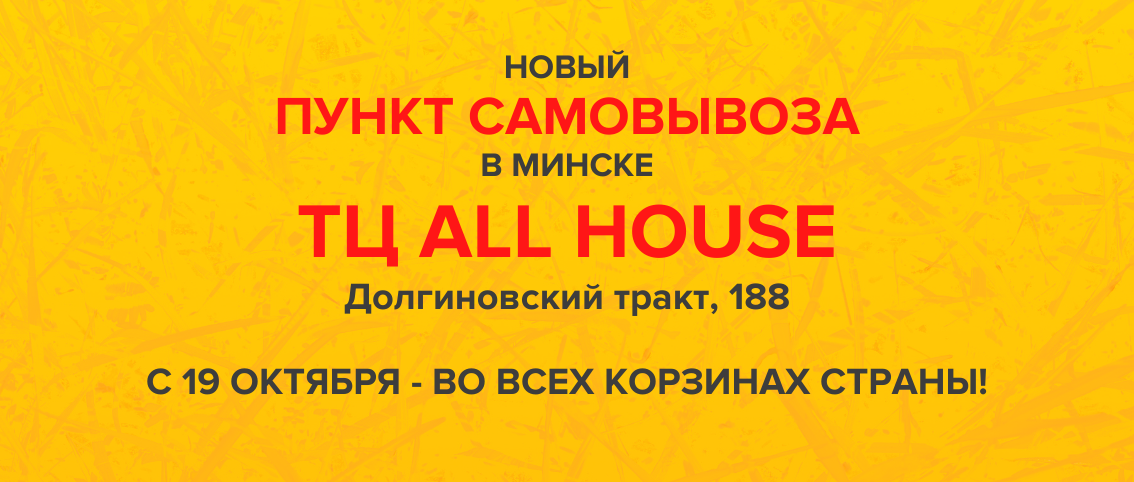 НОВЫЙ
ПУНКТ САМОВЫВОЗА
В МИНСКЕ
ТЦ ALL HOUSE
Долгиновский тракт, 188
С 19 ОКТЯБРЯ - ВО ВСЕХ КОРЗИНАХ СТРАНЫ!